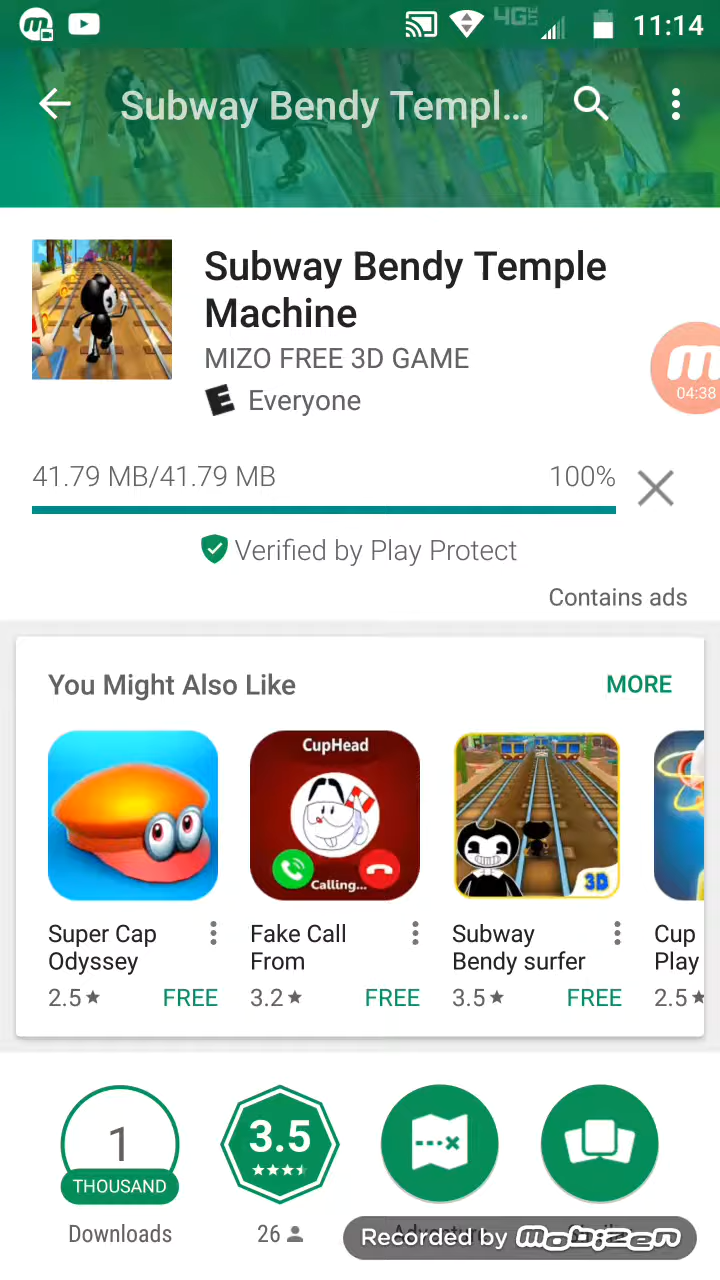 4G LTE 11:14
Subway Bendy Templ...
Subway Bendy Temple
Machine
MIZO FREE 3D GAME
E Everyone
m
04:38
41.79 MB/41.79 MB 100%
Verified by Play Protect
Contains ads
You Might Also Like MORE
CupHead
Calling...
3D
Super Cap
Odyssey
2.5★ FREE
Fake Call
From
3.2★ FREE
Subway
Bendy surfer
3.5★ FREE
Cup
Play
2.5★
1
THOUSAND
Downloads
3.5
26
Recorded by mobizen